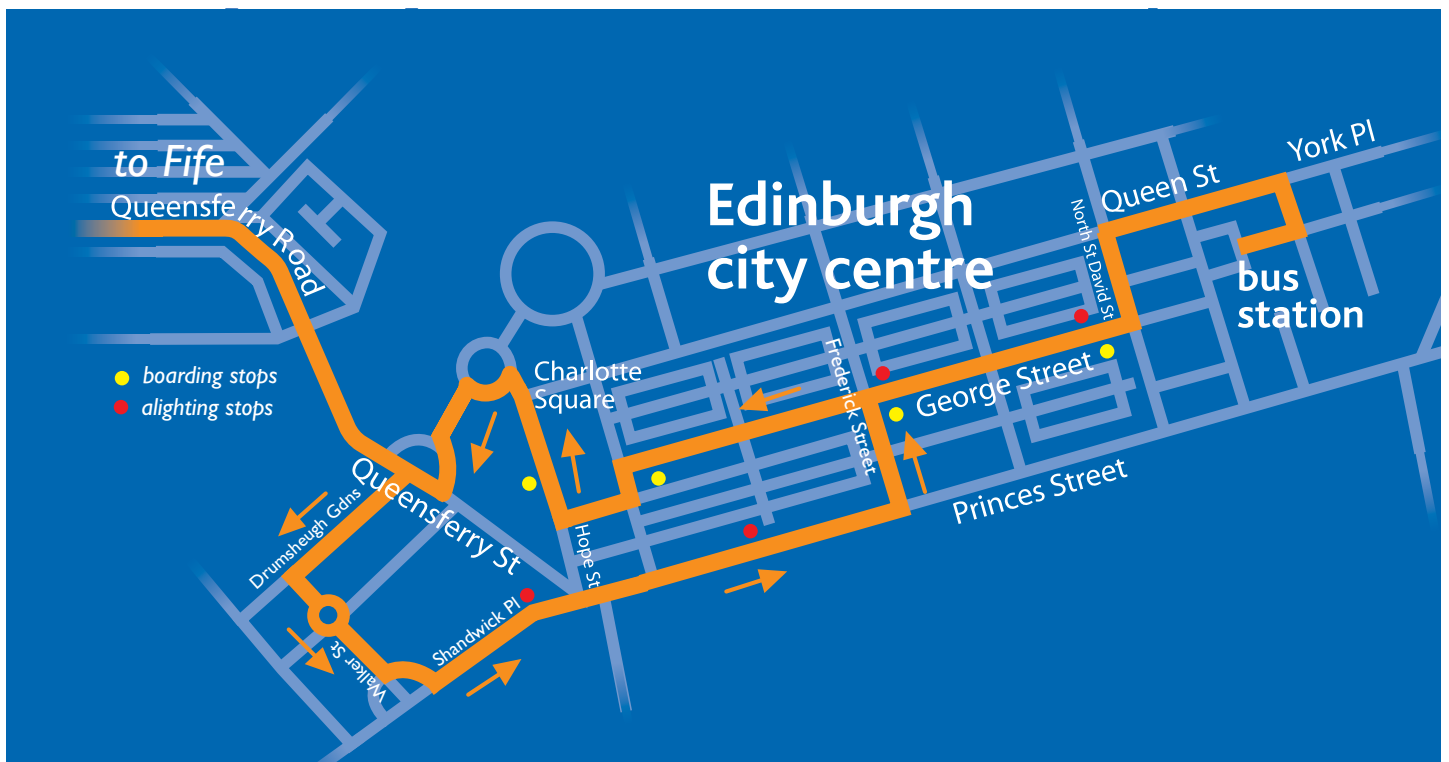 to Fife
Queensferry Road
Edinburgh
city centre
York Pl
Queen St
North St David St
bus
station
boarding stops
alighting stops
Charlotte
Square
Frederick Street
George Street
Princes Street
Queensferry St
Drumsheugh Gdns
Hope St
Shandwick Pl
Walker St